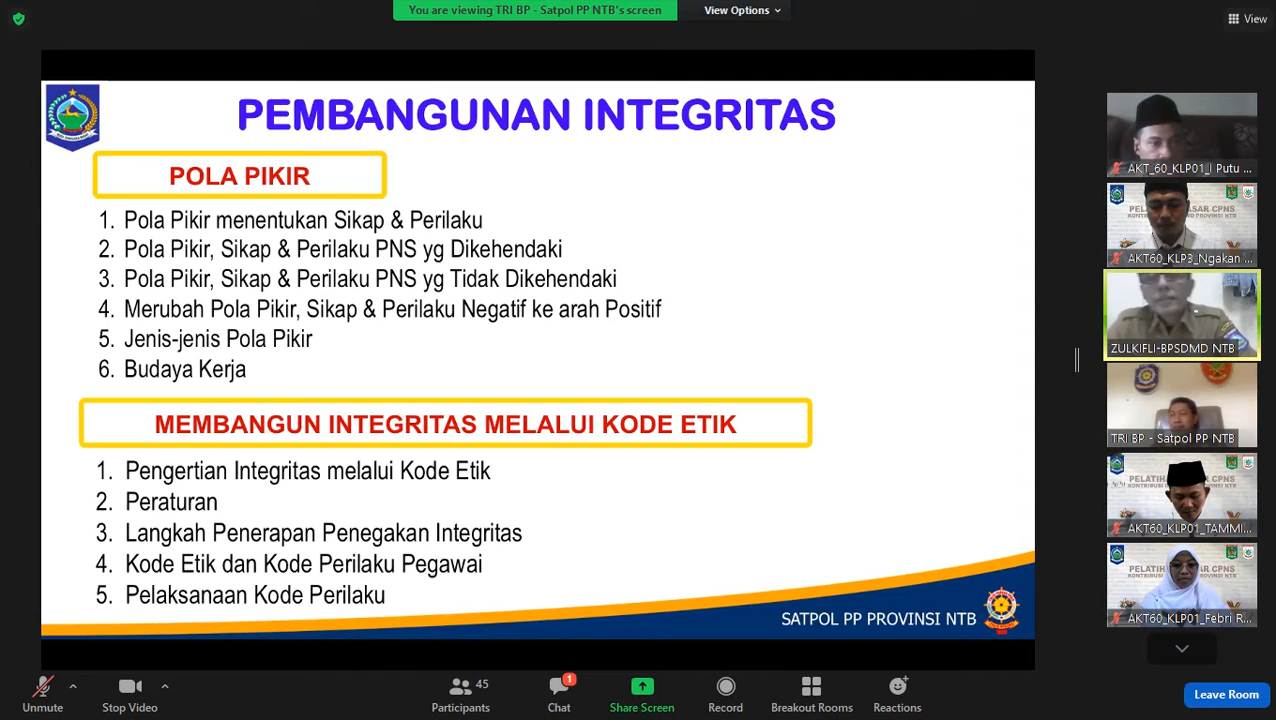 You are viewing TRI BP - Satpol PP NTB's screen
View Options
View
PEMBANGUNAN INTEGRITAS
POLA PIKIR
1. Pola Pikir menentukan Sikap & Perilaku
2. Pola Pikir, Sikap & Perilaku PNS yg Dikehendaki
3. Pola Pikir, Sikap & Perilaku PNS yg Tidak Dikehendaki
4. Merubah Pola Pikir, Sikap & Perilaku Negatif ke arah Positif
5. Jenis-jenis Pola Pikir
6. Budaya Kerja
MEMBANGUN INTEGRITAS MELALUI KODE ETIK
1. Pengertian Integritas melalui Kode Etik
2. Peraturan
3. Langkah Penerapan Penegakan Integritas
4. Kode Etik dan Kode Perilaku Pegawai
5. Pelaksanaan Kode Perilaku
SATPOL PP PROVINSI NTB
AKT_60_KLP01_I Putu ...
AKT60_KLP3_Ngakan ...
ZULKIFLI-BPSDMD NTB
TRI BP - Satpol PP NTB
AKT60_KLP01_TAMMI...
AKT60_KLP01_Febri R...
Unmute
Stop Video
45
Participants
1
Chat
Share Screen
Record
Breakout Rooms
Reactions
Leave Room